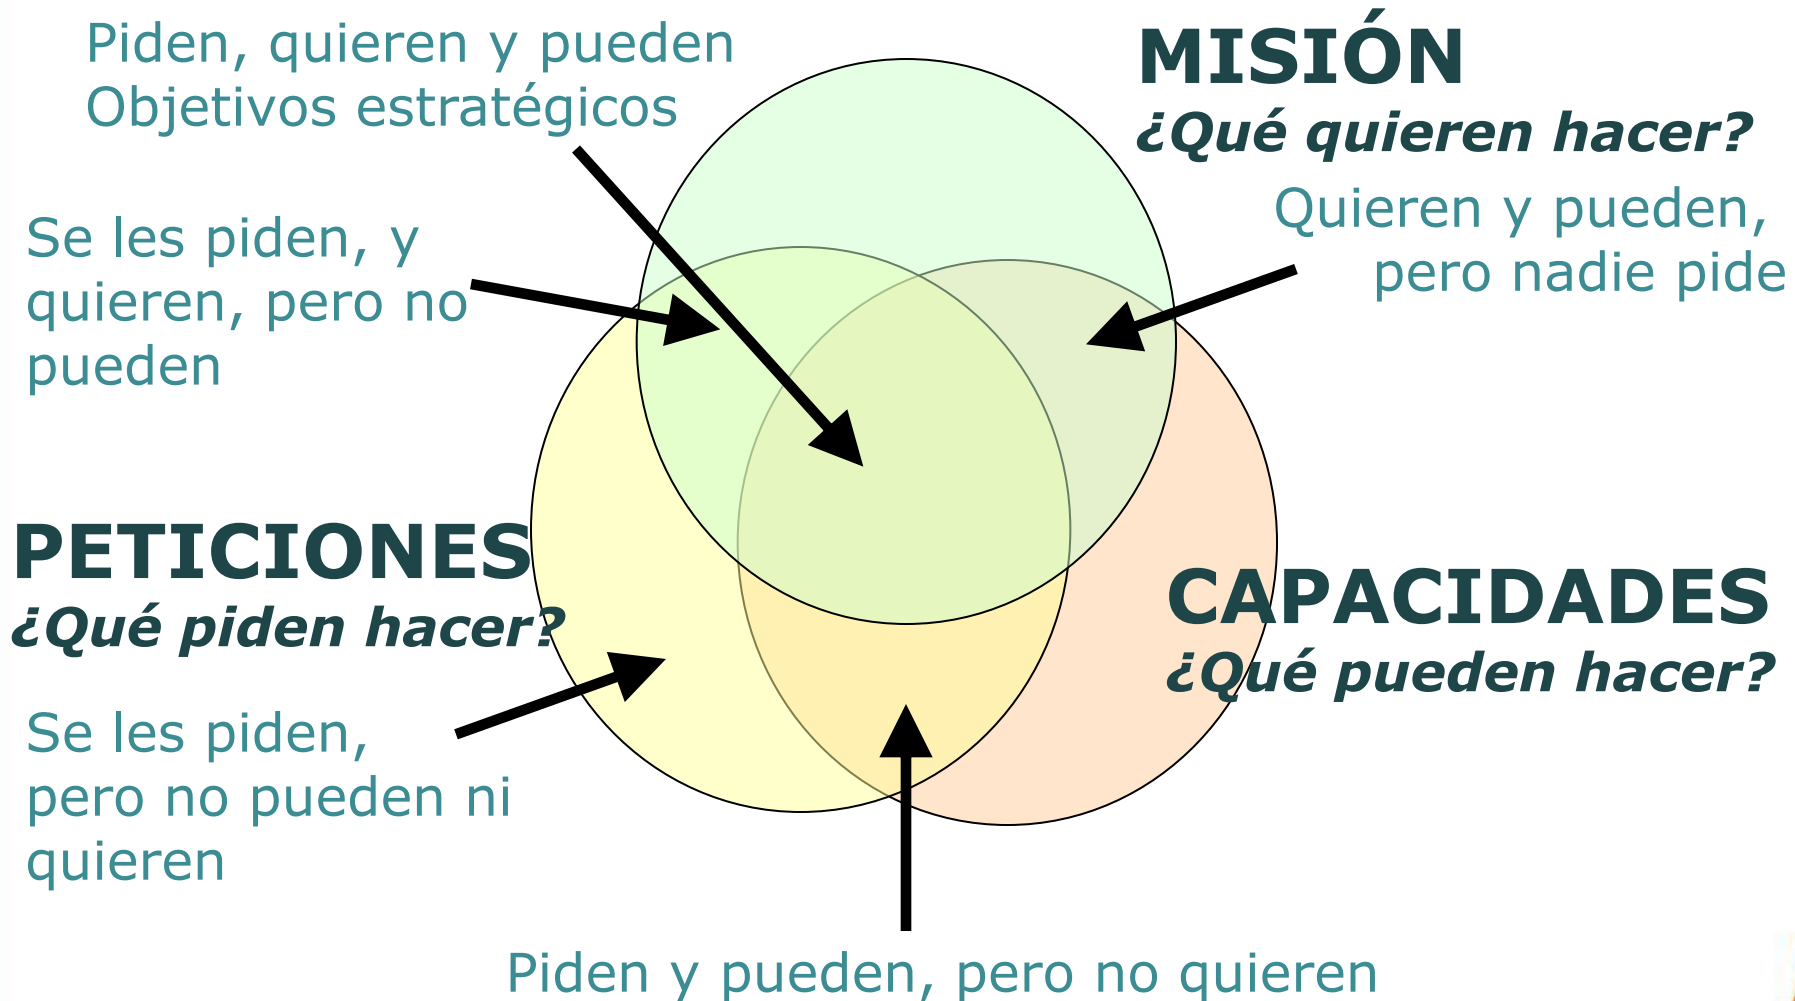 Piden, quieren y pueden
Objetivos estratégicos
MISIÓN
¿Qué quieren hacer?
Quieren y pueden,
pero nadie pide
Se les piden, y
quieren, pero no
pueden
PETICIONES
¿Qué piden hacer?
CAPACIDADES
¿Qué pueden hacer?
Se les piden,
pero no pueden ni
quieren
Piden y pueden, pero no quieren